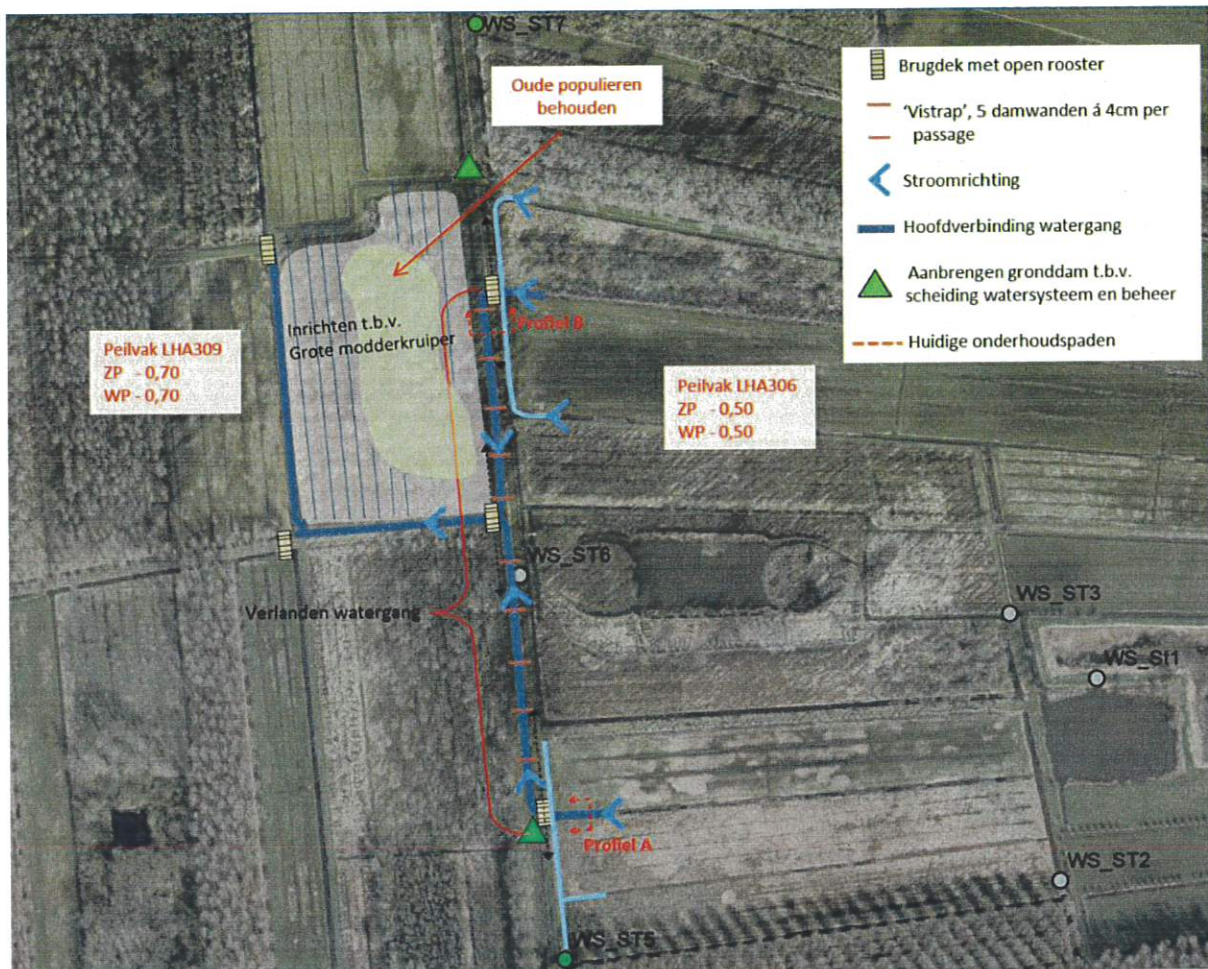 WS_ST7
Oude populieren
behouden
Brugdek met open rooster
'Vistrap', 5 damwanden á 4cm per
passage
Stroomrichting
Hoofdverbinding watergang
Aanbrengen gronddam t.b.v.
scheiding watersysteem en beheer
Huidige onderhoudspaden
Inrichten t.b.v.
Grote modderkruiper
Profiel B
Peilvak LHA309
ZP - 0,70
WP - 0,70
Peilvak LHA306
ZP - 0,50
WP - 0,50
WS_ST6
Verlanden watergang
WS_ST3
WS_SI1
Profiel A
WS_ST2
WS_ST5